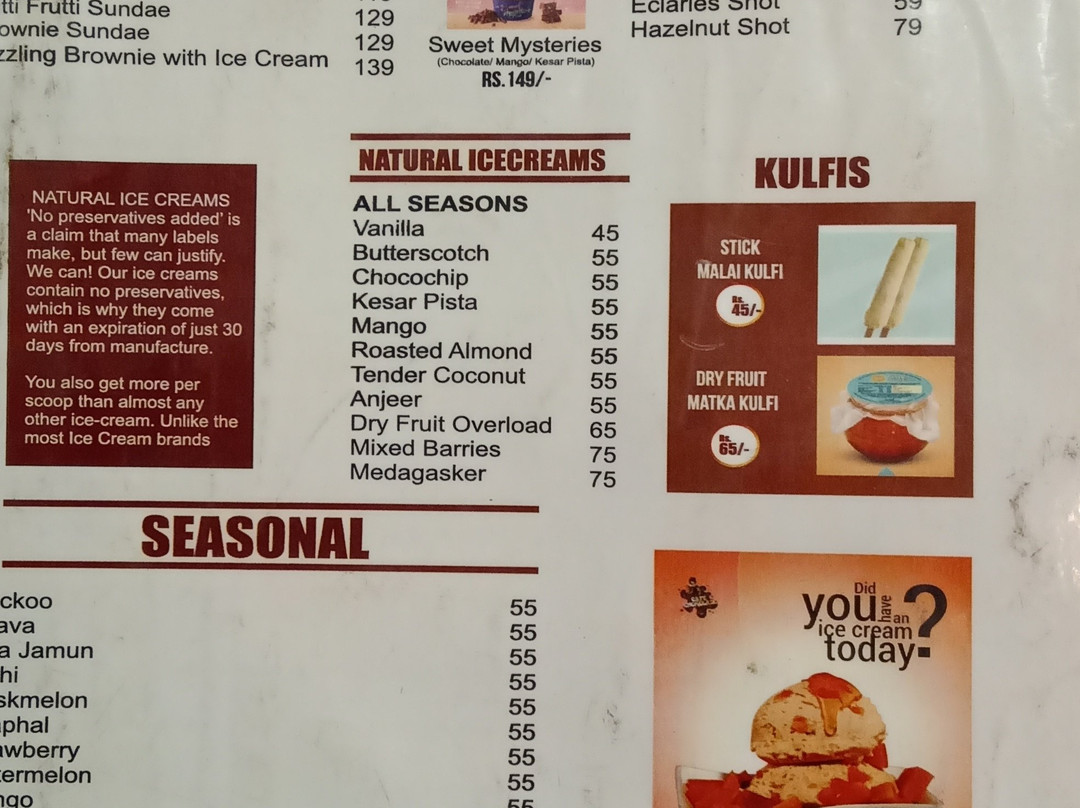 tti Frutti Sundae
129
ownie Sundae 129
zzling Brownie with Ice Cream 139
Sweet Mysteries
(Chocolate/ Mango/ Kesar Pista)
RS.149/-
Eclaries Shot 59
Hazelnut Shot 79
NATURAL ICE CREAMS
'No preservatives added' is
a claim that many labels
make, but few can justify.
We can! Our ice creams
contain no preservatives,
which is why they come
with an expiration of just 30
days from manufacture.
You also get more per
scoop than almost any
other ice-cream. Unlike the
most Ice Cream brands
NATURAL ICECREAMS
ALL SEASONS
Vanilla 45
Butterscotch 55
Chocochip 55
Kesar Pista 55
Mango 55
Roasted Almond 55
Tender Coconut 55
Anjeer 55
Dry Fruit Overload 65
Mixed Barries 75
Medagasker 75
KULFIS
STICK
MALAI KULFI
Rs.
45/-
DRY FRUIT
MATKA KULFI
Rs.
65/-
SEASONAL
ckoo 55
ava 55
a Jamun 55
hi 55
skmelon 55
aphal 55
awberry 55
termelon 55
ngo 55
Did
you have an
ice cream
today?